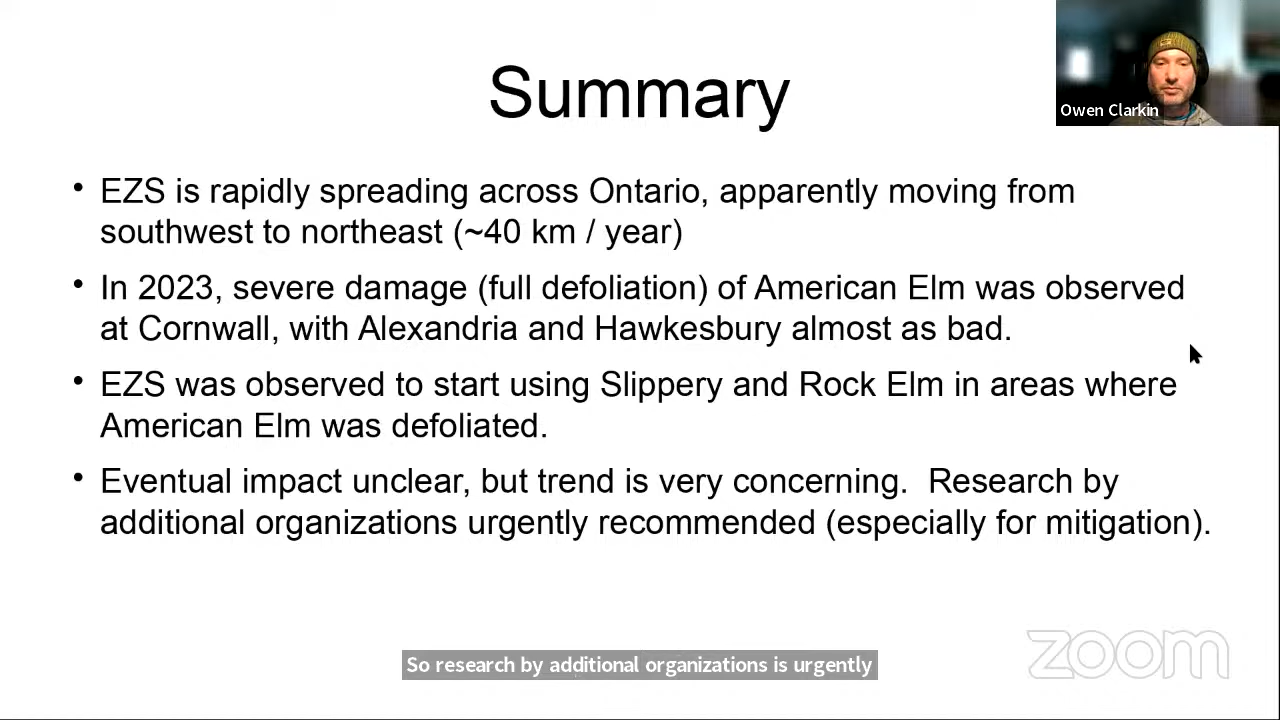 Summary
Owen Clarkin
• EZS is rapidly spreading across Ontario, apparently moving from
southwest to northeast (~40 km / year)
• In 2023, severe damage (full defoliation) of American Elm was observed
at Cornwall, with Alexandria and Hawkesbury almost as bad.
• EZS was observed to start using Slippery and Rock Elm in areas where
American Elm was defoliated.
• Eventual impact unclear, but trend is very concerning.  Research by
additional organizations urgently recommended (especially for mitigation).
So research by additional organizations is urgently
zoom